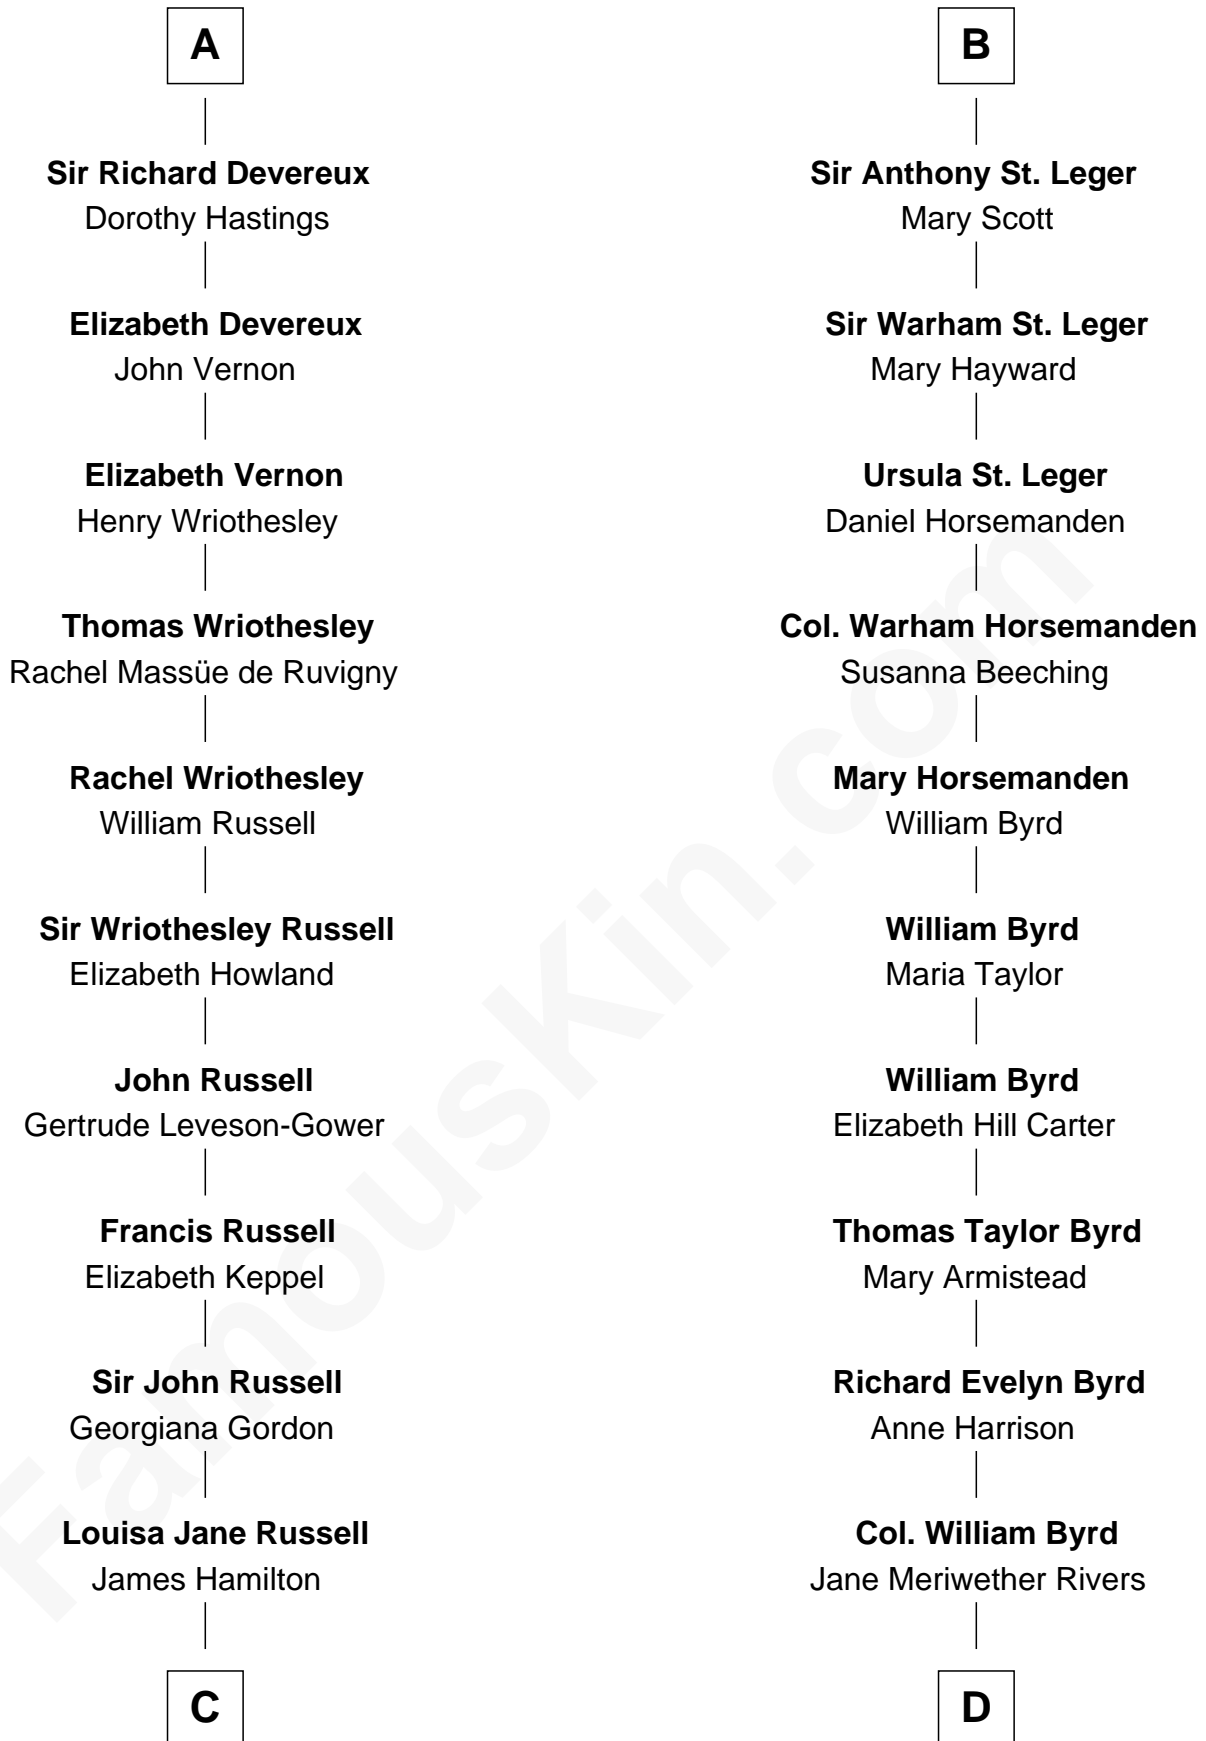 A
Sir Richard Devereux
Dorothy Hastings
Elizabeth Devereux
John Vernon
Elizabeth Vernon
Henry Wriothesley
Thomas Wriothesley
Rachel Massüe de Ruvigny
Rachel Wriothesley
William Russell
Sir Wriothesley Russell
Elizabeth Howland
John Russell
Gertrude Leveson-Gower
Francis Russell
Elizabeth Keppel
Sir John Russell
Georgiana Gordon
Louisa Jane Russell
James Hamilton
C
B
Sir Anthony St. Leger
Mary Scott
Sir Warham St. Leger
Mary Hayward
Ursula St. Leger
Daniel Horsemanden
Col. Warham Horsemanden
Susanna Beeching
Mary Horsemanden
William Byrd
William Byrd
Maria Taylor
William Byrd
Elizabeth Hill Carter
Thomas Taylor Byrd
Mary Armistead
Richard Evelyn Byrd
Anne Harrison
Col. William Byrd
Jane Meriwether Rivers
D
FamousKin.com